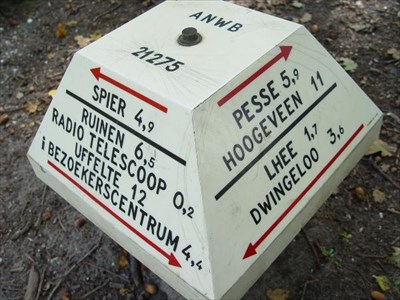 ANWB
21275
SPIER 4,9
RUINEN 6,5
RADIO TELESCOOP 0,2
UFFELTE 12
i BEZOEKERSCENTRUM 4,4
PESSE 5,9
HOOGEVEEN 11
LHEE 1,7
DWINGELOO 3,6